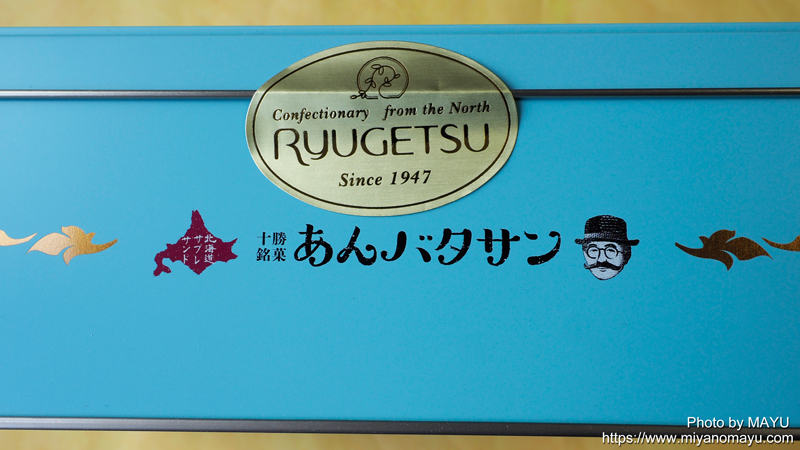 Confectionary from the North
RYUGETSU
Since 1947
北海道
サブレ
サンド
十勝
銘菓
あんバタサン
Photo by MAYU
https://www.miyanomayu.com